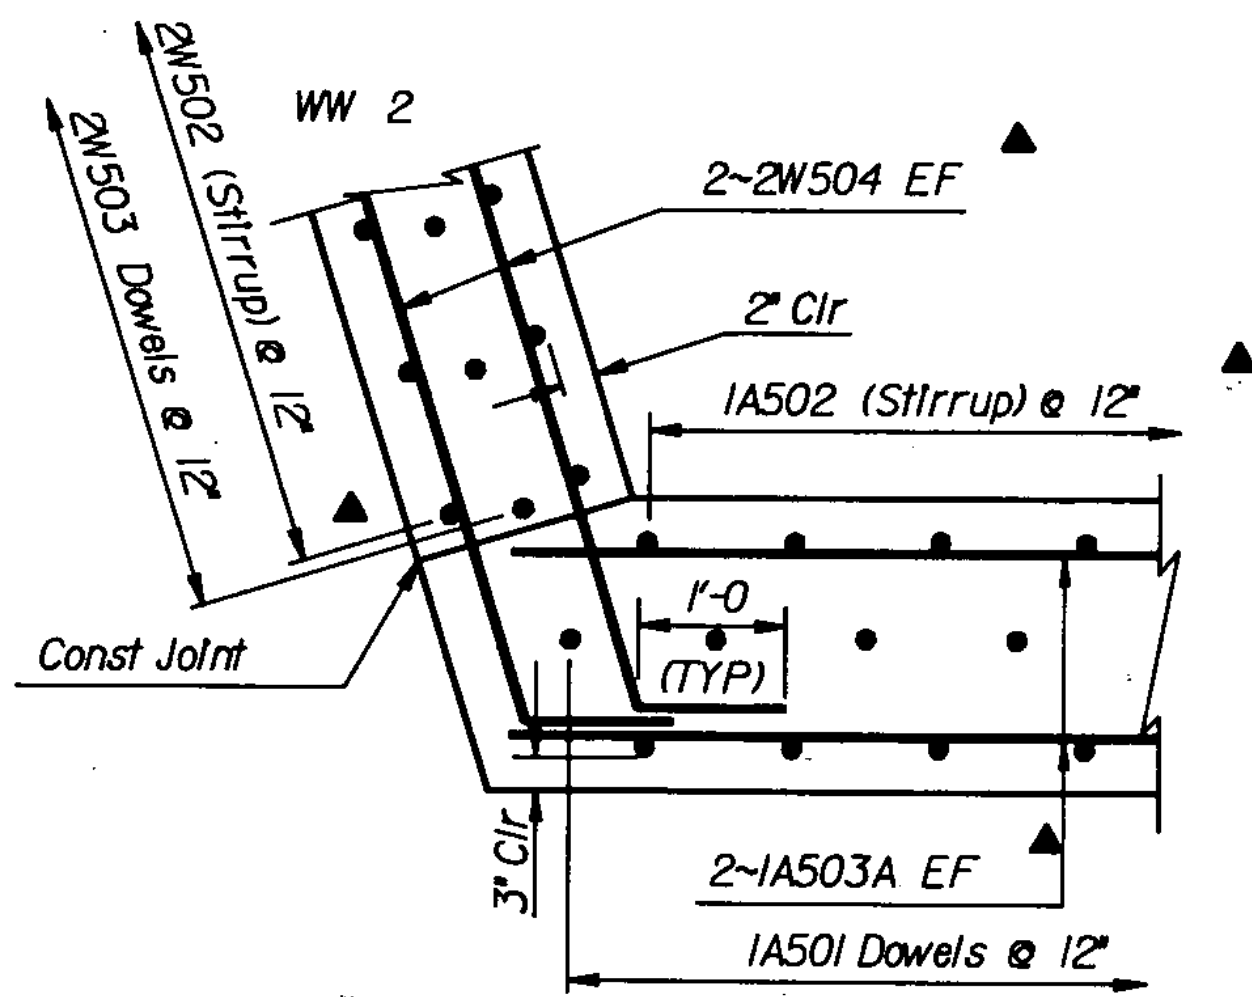 2W502 (Stirrup) @ 12"
2W503 Dowels @ 12"
WW 2
2~2W504 EF
2" Clr
1A502 (Stirrup) @ 12"
1'-0
(TYP)
Const Joint
3" Clr
2~1A503A EF
1A501 Dowels @ 12"